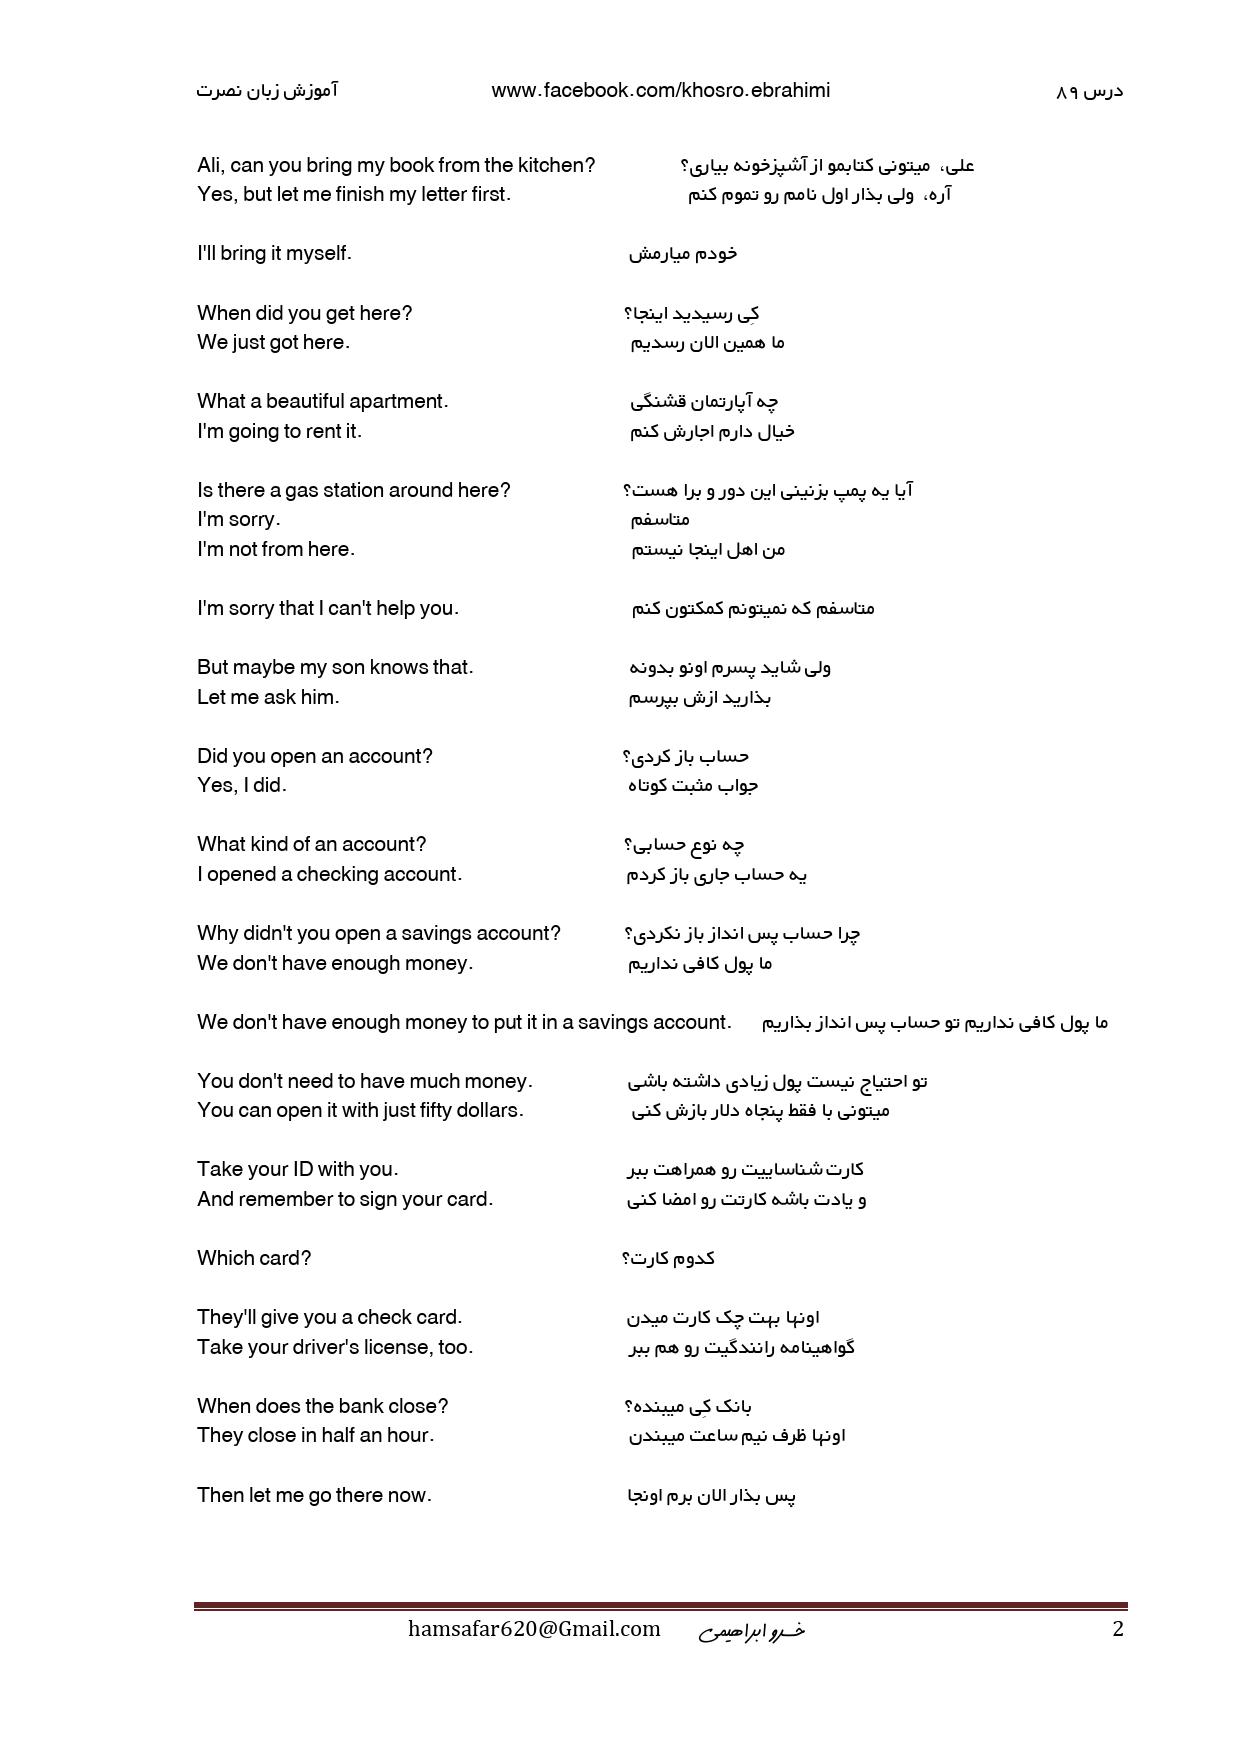 آموزش زبان نصرت www.facebook.com/khosro.ebrahimi درس ۸۹
Ali, can you bring my book from the kitchen? علی، میتونی کتابمو از آشپزخونه بیاری؟
Yes, but let me finish my letter first. آره، ولی بذار اول نامم رو تموم کنم
I'll bring it myself. خودم میارمش
When did you get here? کِی رسیدید اینجا؟
We just got here. ما همین الان رسدیم
What a beautiful apartment. چه آپارتمان قشنگی
I'm going to rent it. خیال دارم اجارش کنم
Is there a gas station around here? آیا یه پمپ بزنینی این دور و برا هست؟
I'm sorry. متاسفم
I'm not from here. من اهل اینجا نیستم
I'm sorry that I can't help you. متاسفم که نمیتونم کمکتون کنم
But maybe my son knows that. ولی شاید پسرم اونو بدونه
Let me ask him. بذارید ازش بپرسم
Did you open an account? حساب باز کردی؟
Yes, I did. جواب مثبت کوتاه
What kind of an account? چه نوع حسابی؟
I opened a checking account. یه حساب جاری باز کردم
Why didn't you open a savings account? چرا حساب پس انداز باز نکردی؟
We don't have enough money. ما پول کافی نداریم
We don't have enough money to put it in a savings account. ما پول کافی نداریم تو حساب پس انداز بذاریم
You don't need to have much money. تو احتیاج نیست پول زیادی داشته باشی
You can open it with just fifty dollars. میتونی با فقط پنجاه دلار بازش کنی
Take your ID with you. کارت شناساییت رو همراهت ببر
And remember to sign your card. و یادت باشه کارتت رو امضا کنی
Which card? کدوم کارت؟
They'll give you a check card. اونها بهت چک کارت میدن
Take your driver's license, too. گواهینامه رانندگیت رو هم ببر
When does the bank close? بانک کِی میبنده؟
They close in half an hour. اونها ظرف نیم ساعت میبندن
Then let me go there now. پس بذار الان برم اونجا
hamsafar620@Gmail.com خسرو ابراهیمی 2